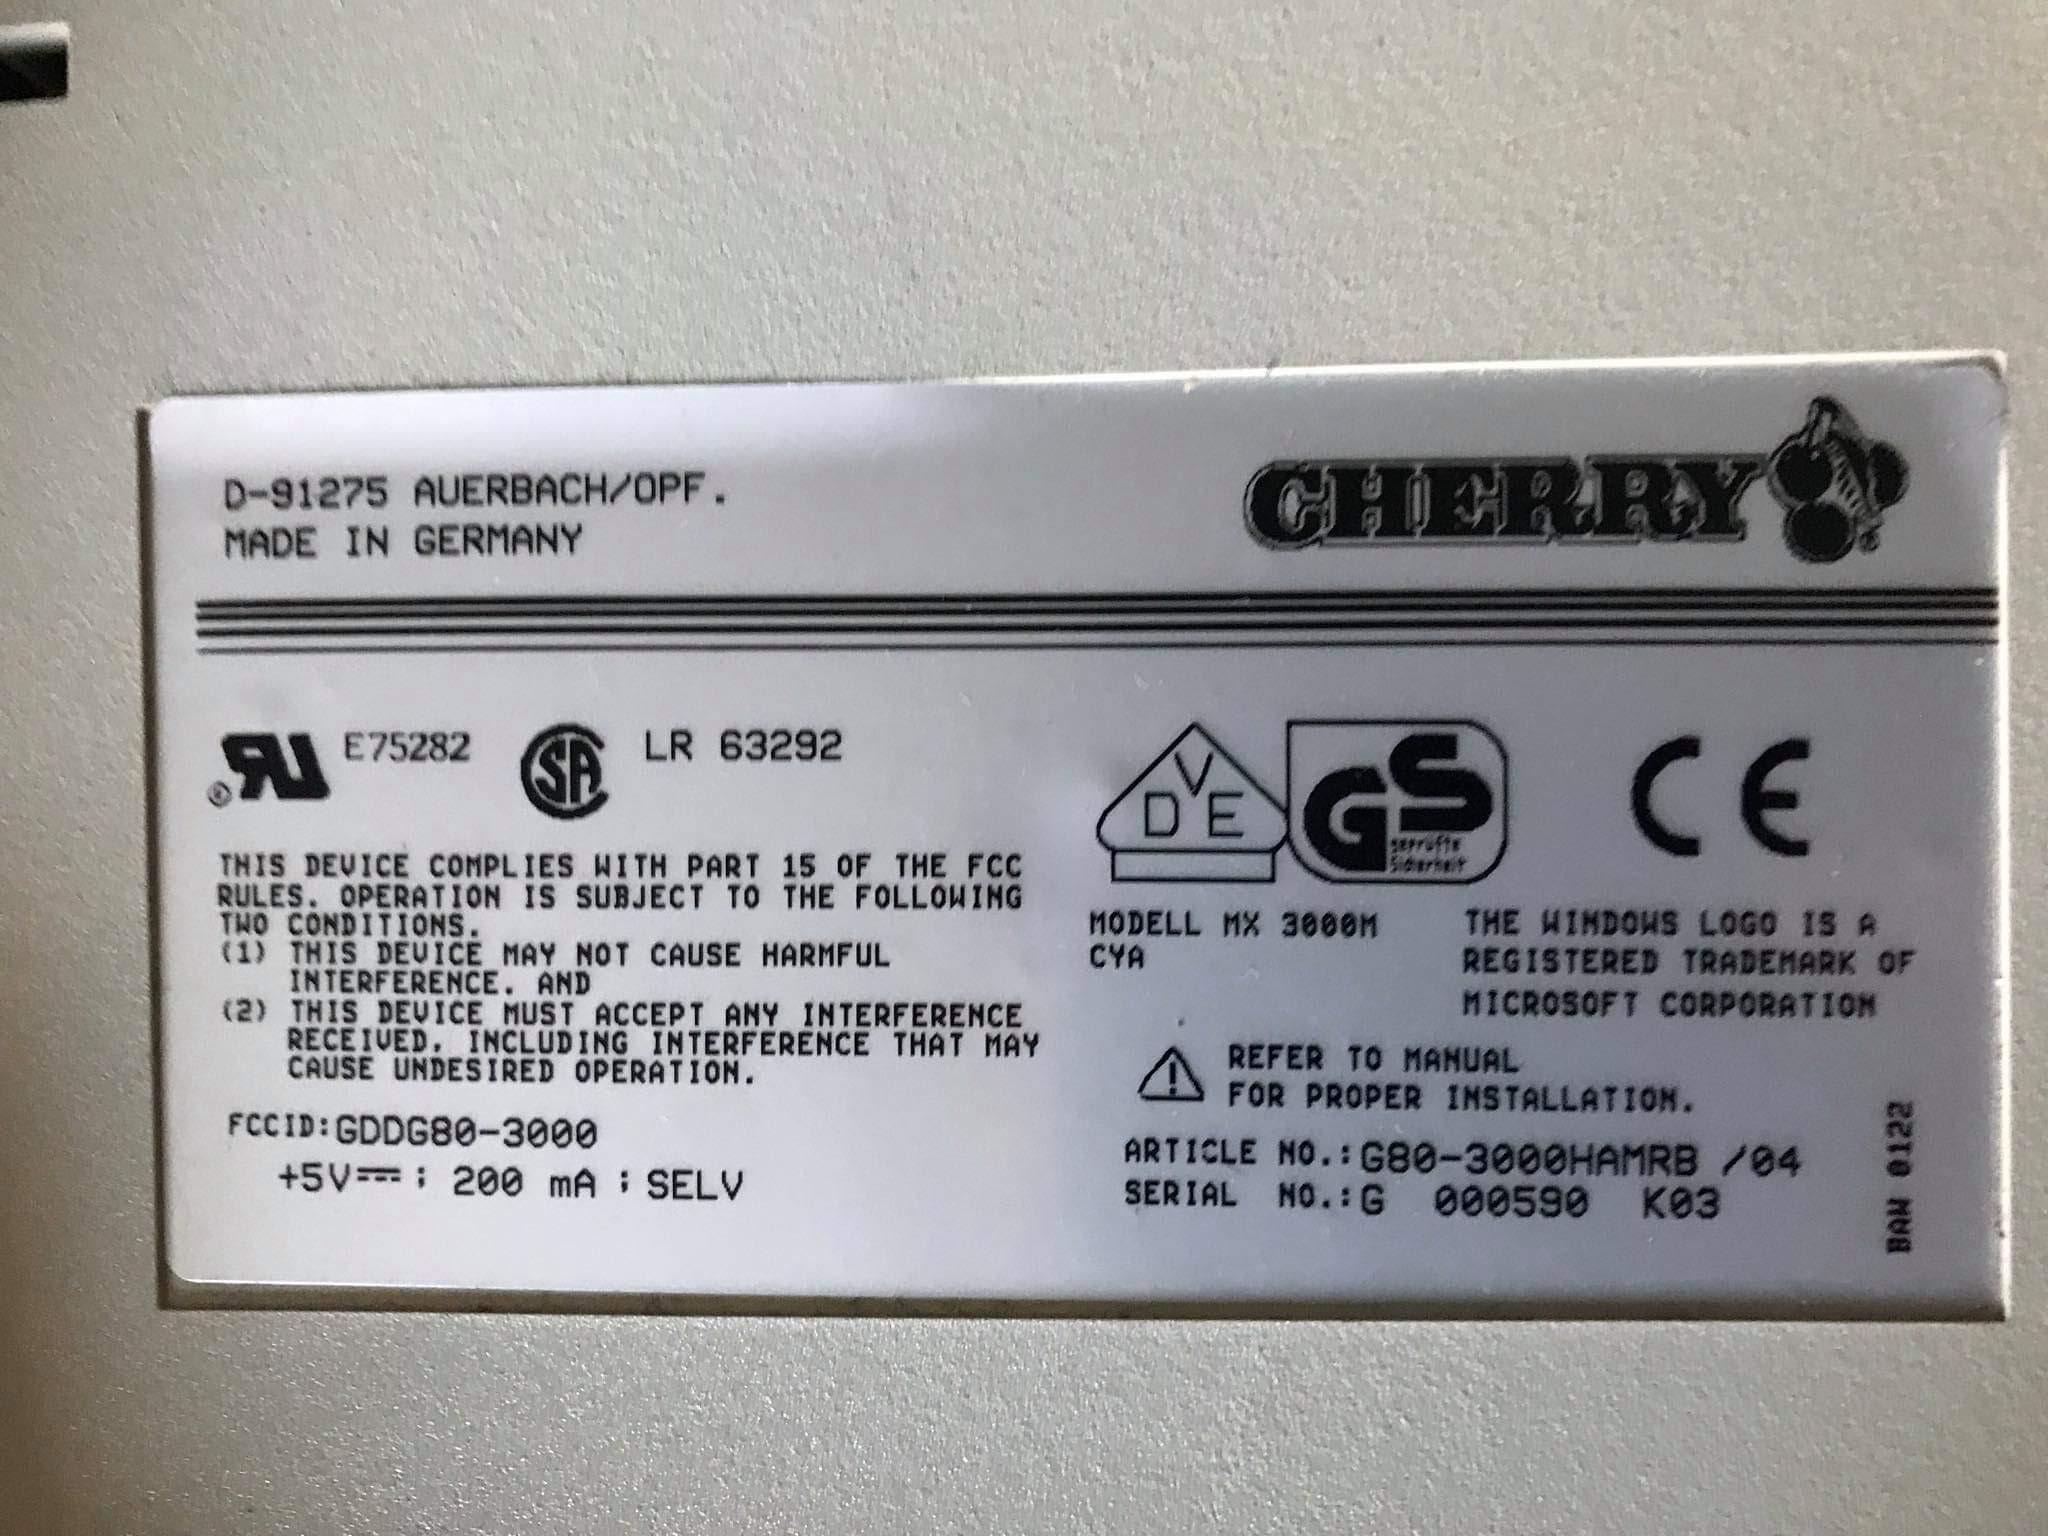 D-91275 AUERBACH/OPF.
MADE IN GERMANY
CHERRY
®
RU E75282 SA LR 63292
®
THIS DEVICE COMPLIES WITH PART 15 OF THE FCC
RULES. OPERATION IS SUBJECT TO THE FOLLOWING
TWO CONDITIONS.
(1) THIS DEVICE MAY NOT CAUSE HARMFUL
INTERFERENCE. AND
(2) THIS DEVICE MUST ACCEPT ANY INTERFERENCE
RECEIVED. INCLUDING INTERFERENCE THAT MAY
CAUSE UNDESIRED OPERATION.
FCCID:GDDG80-3000
+5V⎓; 200 mA ; SELV
VDE
GS
geprüfte
Sicherheit
CE
MODELL MX 3000M
CYA
THE WINDOWS LOGO IS A
REGISTERED TRADEMARK OF
MICROSOFT CORPORATION
! REFER TO MANUAL
FOR PROPER INSTALLATION.
ARTICLE NO.:G80-3000HAMRB /04
SERIAL NO.:G 000590 K03
BAW 0122